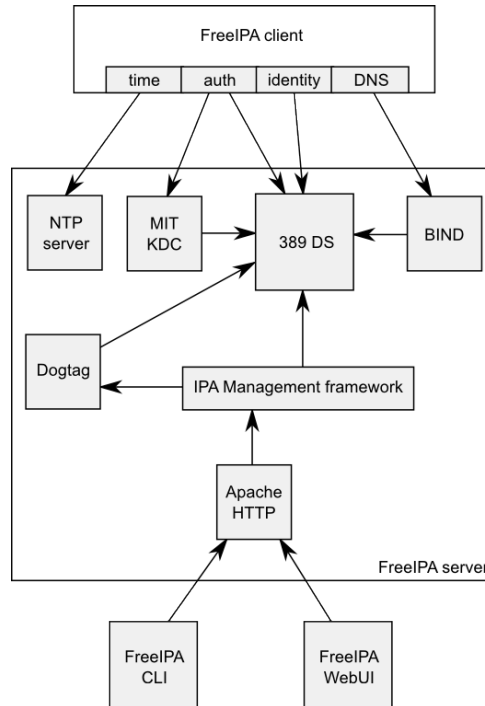 FreeIPA client
time auth identity DNS
NTP
server
MIT
KDC
389 DS
BIND
Dogtag
IPA Management framework
Apache
HTTP
FreeIPA server
FreeIPA
CLI
FreeIPA
WebUI